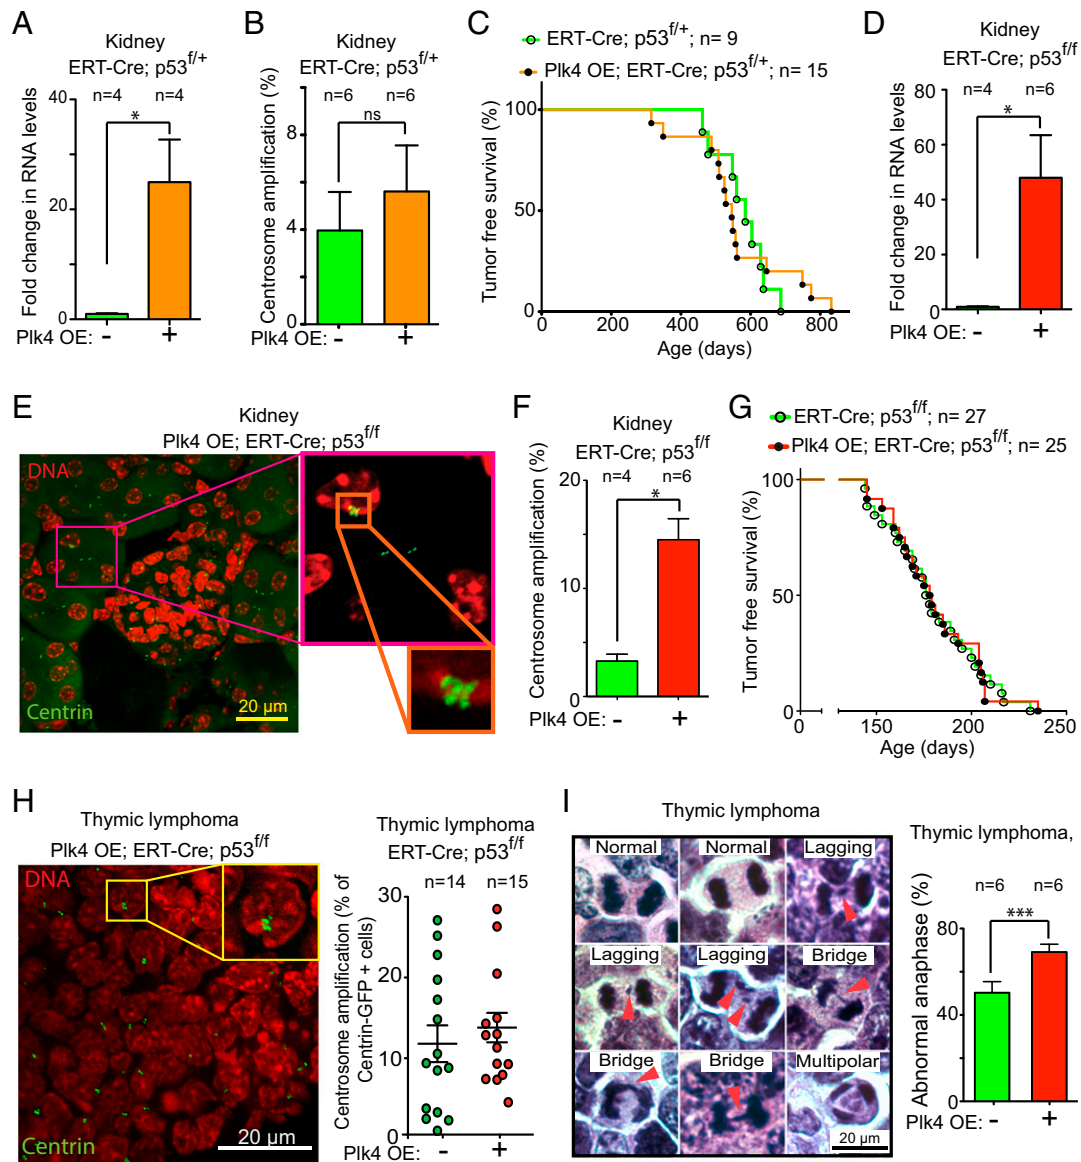 A
Kidney
ERT-Cre; p53f/+
n=4 n=4
*
Fold change in RNA levels
40
20
0
Plk4 OE: - +
B
Kidney
ERT-Cre; p53f/+
n=6 n=6
ns
Centrosome amplification (%)
8
4
0
Plk4 OE: - +
C
ERT-Cre; p53f/+; n= 9
Plk4 OE; ERT-Cre; p53f/+; n= 15
Tumor free survival (%)
100
50
0
0 200 400 600 800
Age (days)
D
Kidney
ERT-Cre; p53f/f
n=4 n=6
*
Fold change in RNA levels
80
60
40
20
0
Plk4 OE: - +
E
Kidney
Plk4 OE; ERT-Cre; p53f/f
DNA
Centrin
20 µm
F
Kidney
ERT-Cre; p53f/f
n=4 n=6
*
Centrosome amplification (%)
20
10
0
Plk4 OE: - +
G
ERT-Cre; p53f/f; n= 27
Plk4 OE; ERT-Cre; p53f/f; n= 25
Tumor free survival (%)
100
50
0
150 200 250
Age (days)
H
Thymic lymphoma
Plk4 OE; ERT-Cre; p53f/f
DNA
Centrin
20 µm
Thymic lymphoma
ERT-Cre; p53f/f
n=14 n=15
Centrosome amplification (% of
Centrin-GFP + cells)
30
20
10
0
Plk4 OE: - +
I
Thymic lymphoma
Normal Normal Lagging
Lagging Lagging Bridge
Bridge Bridge Multipolar
20 µm
Thymic lymphoma,
n=6 n=6
***
Abnormal anaphase (%)
80
40
0
Plk4 OE: - +